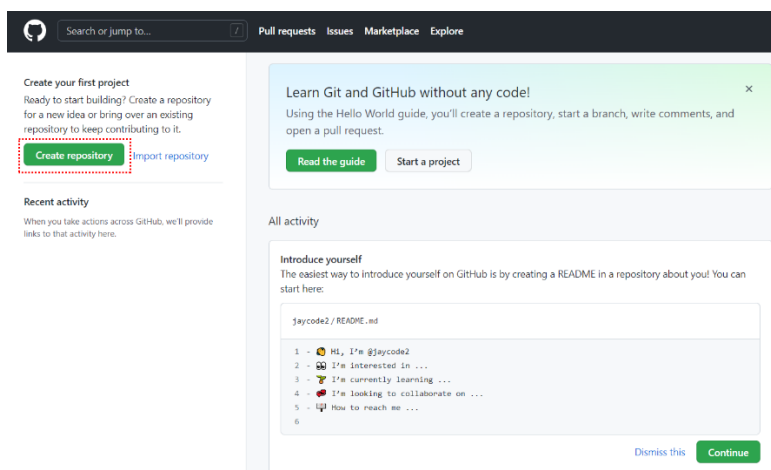 Search or jump to... /
Pull requests Issues Marketplace Explore
Create your first project
Ready to start building? Create a repository
for a new idea or bring over an existing
repository to keep contributing to it.
Create repository Import repository
Recent activity
When you take actions across GitHub, we'll provide
links to that activity here.
Learn Git and GitHub without any code!
Using the Hello World guide, you'll create a repository, start a branch, write comments, and
open a pull request.
Read the guide Start a project
All activity
Introduce yourself
The easiest way to introduce yourself on GitHub is by creating a README in a repository about you! You can
start here:
jaycode2/README.md
1 - 👋 Hi, I'm @jaycode2
2 - 👀 I'm interested in ...
3 - 🌱 I'm currently learning ...
4 - 💞️ I'm looking to collaborate on ...
5 - 📫 How to reach me ...
6
Dismiss this Continue